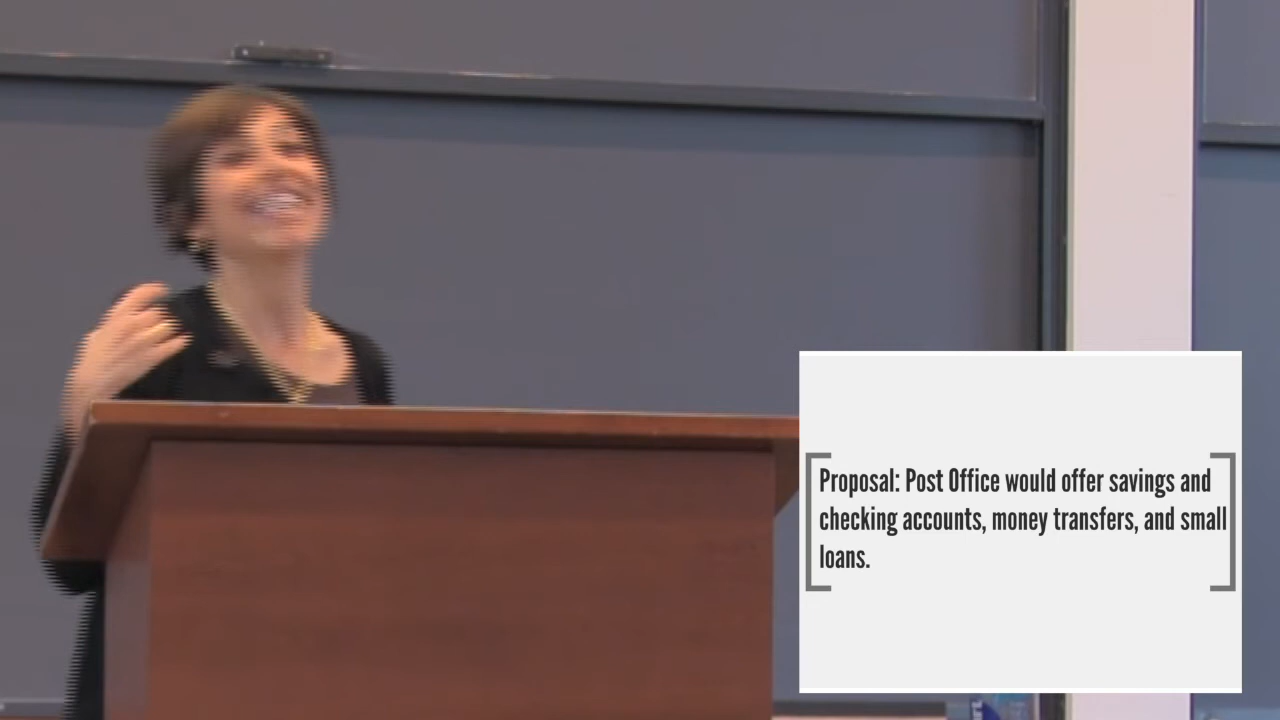 Proposal: Post Office would offer savings and
checking accounts, money transfers, and small
loans.